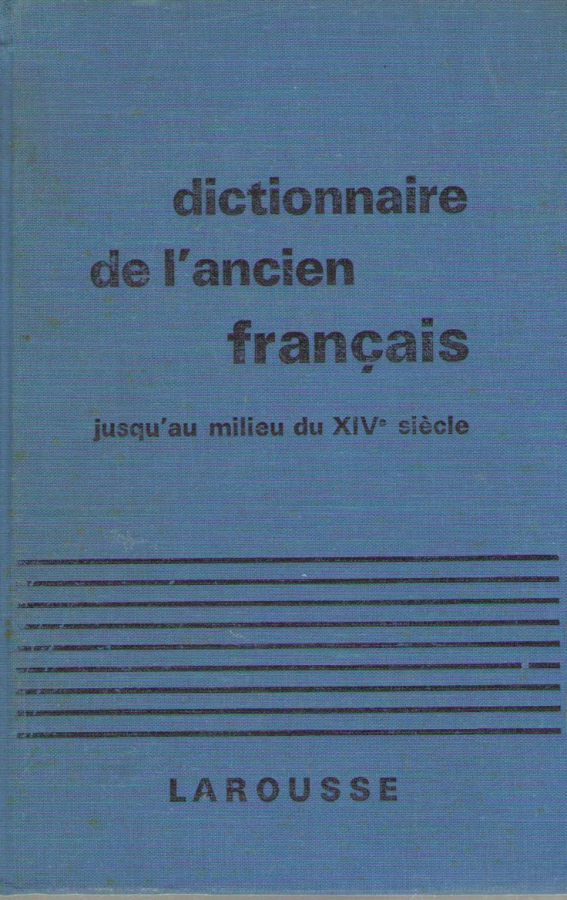 dictionnaire
de l'ancien
français
jusqu'au milieu du XIVe siècle
LAROUSSE